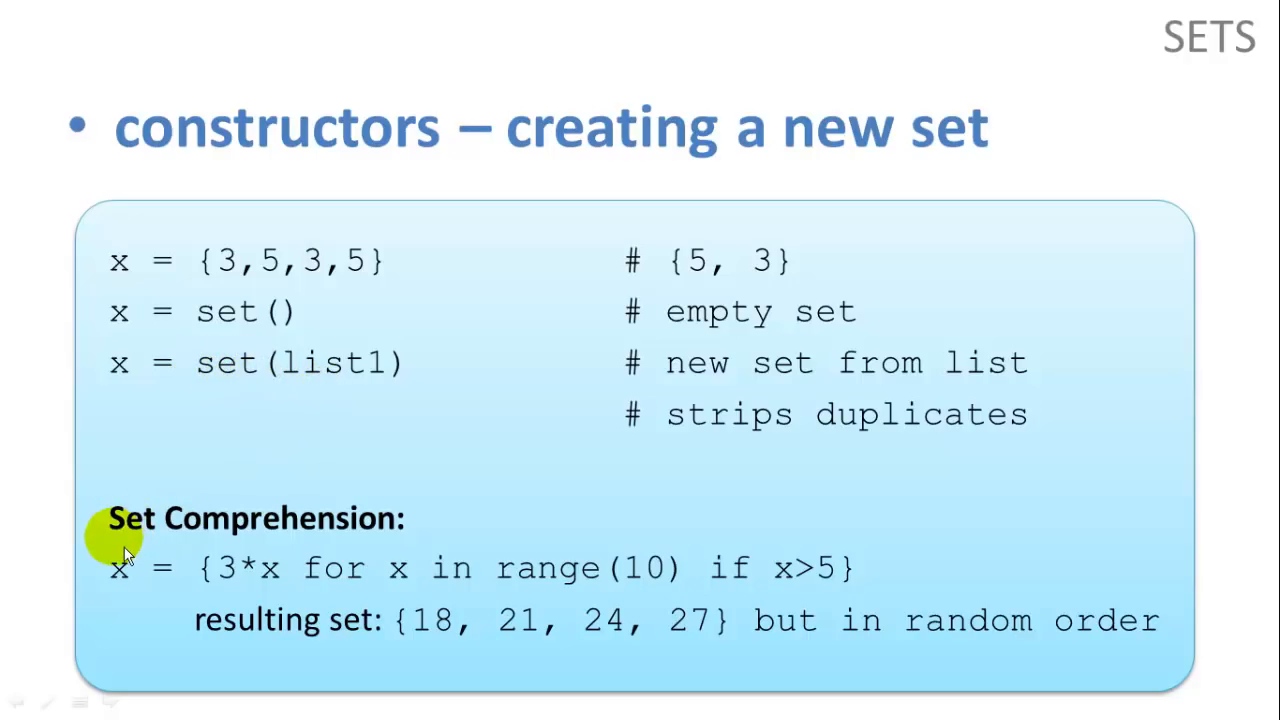 SETS
• constructors – creating a new set
x = {3,5,3,5} # {5, 3}
x = set() # empty set
x = set(list1) # new set from list
# strips duplicates
Set Comprehension:
x = {3*x for x in range(10) if x>5}
resulting set: {18, 21, 24, 27} but in random order